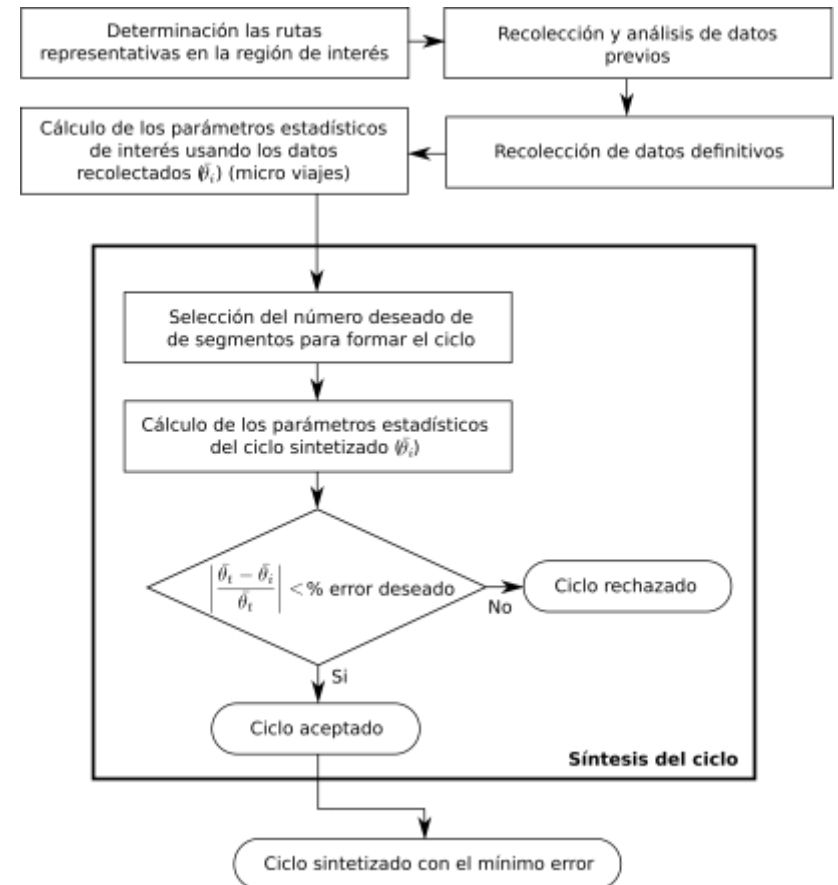 Determinación las rutas
representativas en la región de interés
Recolección y análisis de datos
previos
Cálculo de los parámetros estadísticos
de interés usando los datos
recolectados (θ̄ᵢ) (micro viajes)
Recolección de datos definitivos
Selección del número deseado de
de segmentos para formar el ciclo
Cálculo de los parámetros estadísticos
del ciclo sintetizado (θ̄ᵢ)
|(θ̄ₜ − θ̄ᵢ)/θ̄ₜ| < % error deseado
No
Ciclo rechazado
Si
Ciclo aceptado
Síntesis del ciclo
Ciclo sintetizado con el mínimo error